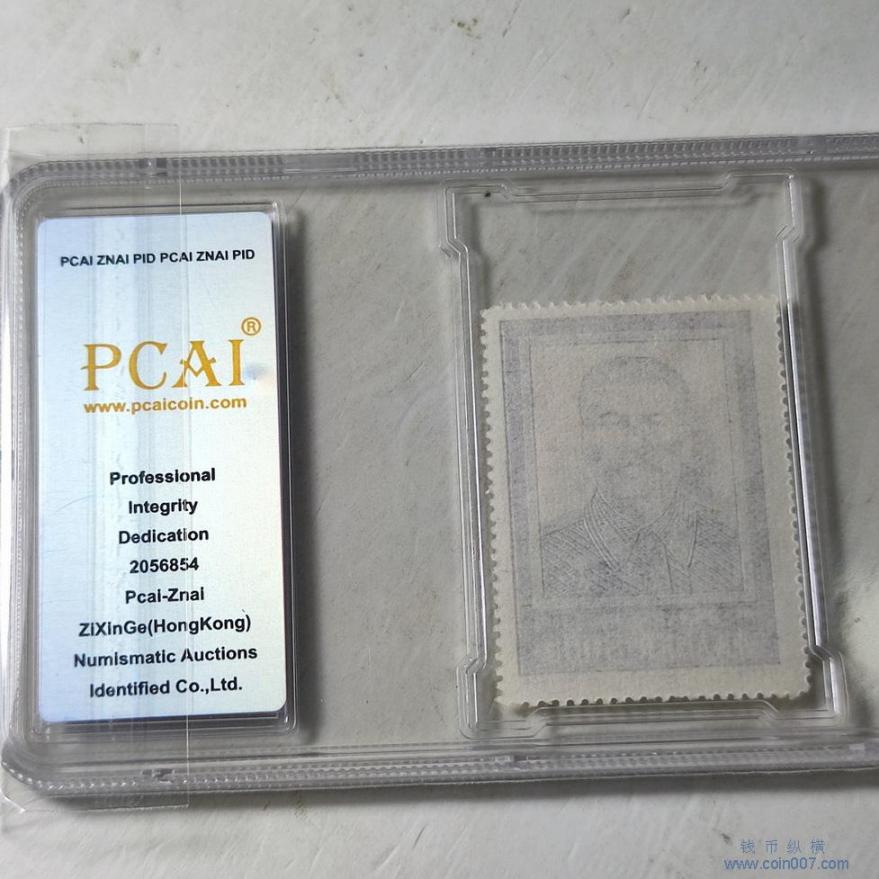 PCAI ZNAI PID PCAI ZNAI PID
PCAI®
www.pcaicoin.com
Professional
Integrity
Dedication
2056854
Pcai-Znai
ZiXinGe(HongKong)
Numismatic Auctions
Identified Co.,Ltd.
钱币纵横
www.coin007.com